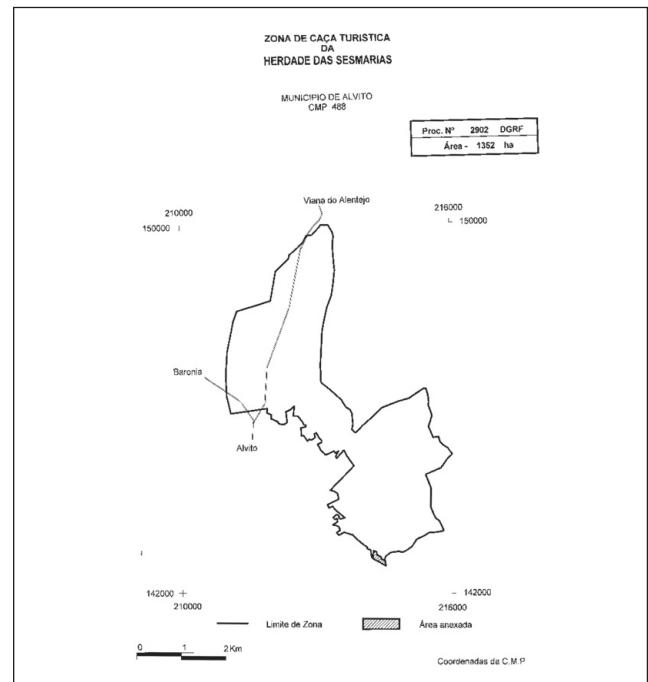 ZONA DE CAÇA TURISTICA
DA
HERDADE DAS SESMARIAS
MUNICIPIO DE ALVITO
CMP 488
Proc. Nº 2902 DGRF
Área - 1352 ha
Viana do Alentejo
210000
216000
150000
150000
Baronia
Alvito
142000
142000
210000
216000
Limite de Zona
Área anexada
0 1 2 Km
Coordenadas da C.M.P